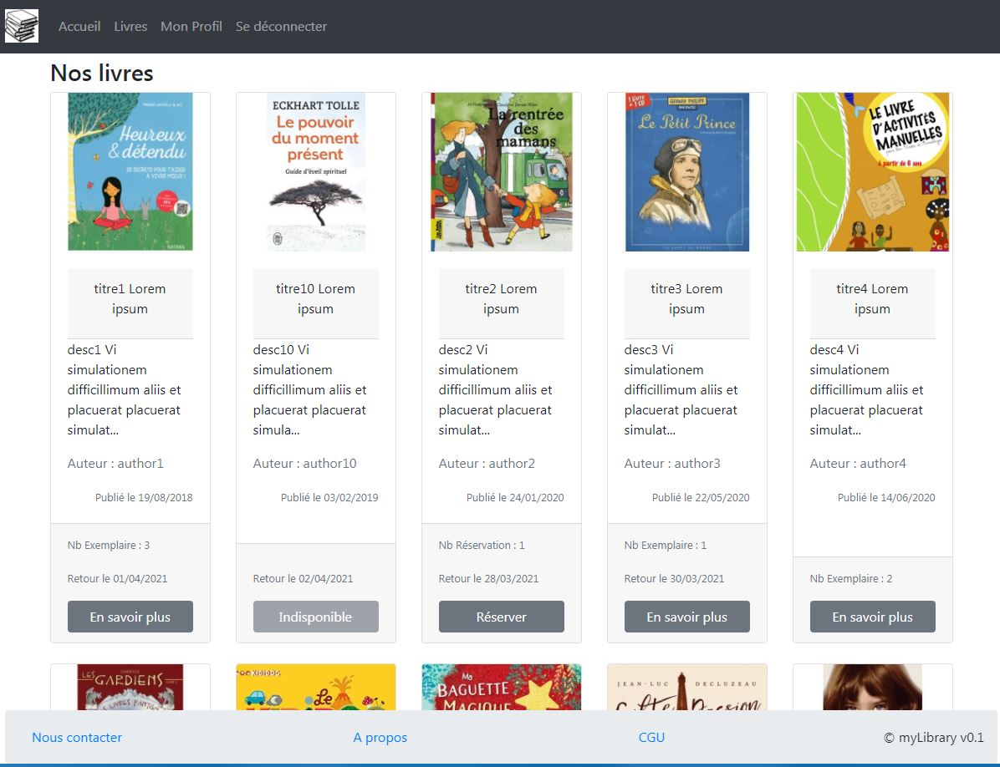 Accueil Livres Mon Profil Se déconnecter
Nos livres
Heureux
& détendu
20 SECRETS POUR T'AIDER
À VIVRE MIEUX !
NATHAN
titre1 Lorem
ipsum
desc1 Vi
simulationem
difficillimum aliis et
placuerat placuerat
simulat...
Auteur : author1
Publié le 19/08/2018
Nb Exemplaire : 3
Retour le 01/04/2021
En savoir plus
ECKHART TOLLE
Le pouvoir
du moment
présent
Guide d'éveil spirituel
titre10 Lorem
ipsum
desc10 Vi
simulationem
difficillimum aliis et
placuerat placuerat
simula...
Auteur : author10
Publié le 03/02/2019
Retour le 02/04/2021
Indisponible
La rentrée
des
mamans
titre2 Lorem
ipsum
desc2 Vi
simulationem
difficillimum aliis et
placuerat placuerat
simulat...
Auteur : author2
Publié le 24/01/2020
Nb Réservation : 1
Retour le 28/03/2021
Réserver
1 LIVRE
+ 1 CD
GÉRARD PHILIPE
RACONTE
Le Petit Prince
titre3 Lorem
ipsum
desc3 Vi
simulationem
difficillimum aliis et
placuerat placuerat
simulat...
Auteur : author3
Publié le 22/05/2020
Nb Exemplaire : 1
Retour le 30/03/2021
En savoir plus
LE LIVRE
D'ACTIVITÉS
MANUELLES
À partir de 6 ans
titre4 Lorem
ipsum
desc4 Vi
simulationem
difficillimum aliis et
placuerat placuerat
simulat...
Auteur : author4
Publié le 14/06/2020
Nb Exemplaire : 2
En savoir plus
LES
GARDIENS
KIDIDOC
Le
Ma
BAGUETTE
MAGIQUE
JEAN-LUC DECLUZEAU
Nous contacter A propos CGU © myLibrary v0.1